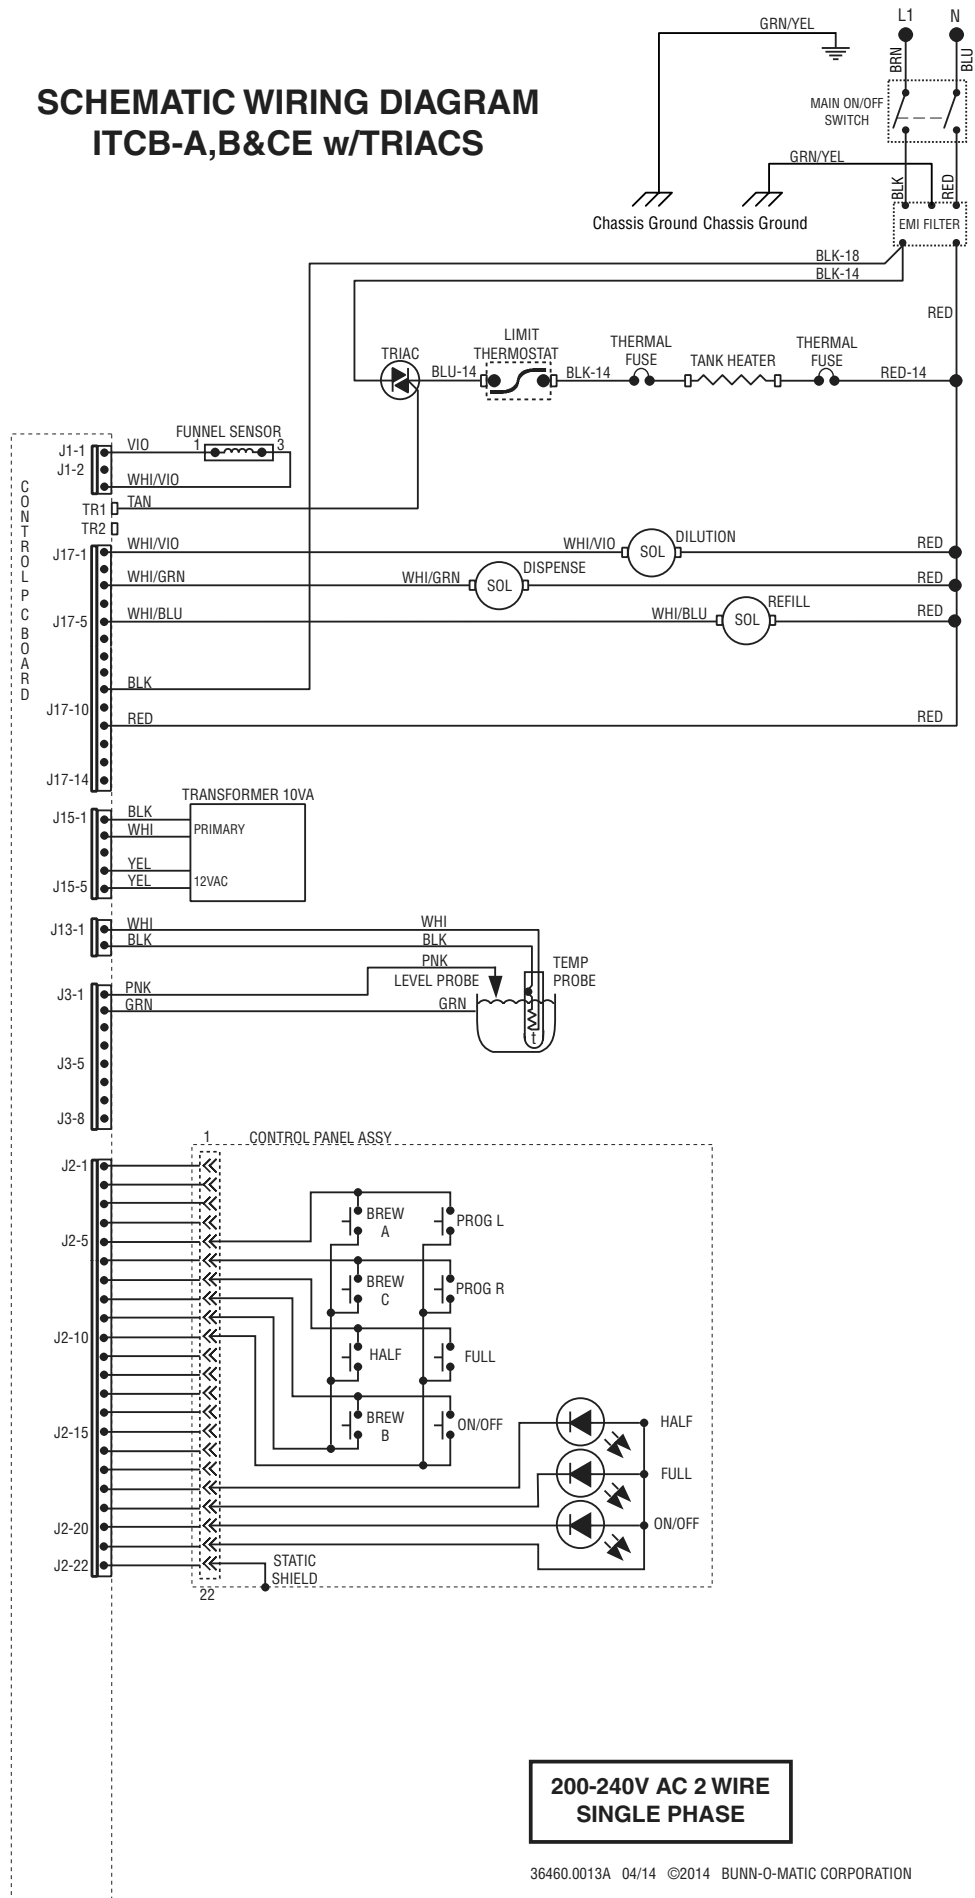 L1
N
GRN/YEL
BRN
BLU
SCHEMATIC WIRING DIAGRAM
ITCB-A,B&CE w/TRIACS
MAIN ON/OFF
SWITCH
GRN/YEL
BLK
RED
Chassis Ground
Chassis Ground
EMI FILTER
BLK-18
BLK-14
RED
TRIAC
BLU-14
LIMIT
THERMOSTAT
BLK-14
THERMAL
FUSE
TANK HEATER
THERMAL
FUSE
RED-14
CONTROL PC BOARD
J1-1
VIO
FUNNEL SENSOR
1
3
J1-2
WHI/VIO
TR1
TAN
TR2
J17-1
WHI/VIO
WHI/VIO
SOL
DILUTION
RED
WHI/GRN
WHI/GRN
SOL
DISPENSE
RED
J17-5
WHI/BLU
WHI/BLU
SOL
REFILL
RED
BLK
J17-10
RED
RED
J17-14
TRANSFORMER 10VA
J15-1
BLK
WHI
PRIMARY
YEL
J15-5
YEL
12VAC
J13-1
WHI
WHI
BLK
BLK
PNK
LEVEL PROBE
TEMP
PROBE
J3-1
PNK
GRN
GRN
t
J3-5
J3-8
1
CONTROL PANEL ASSY
J2-1
J2-5
BREW
A
PROG L
BREW
C
PROG R
J2-10
HALF
FULL
BREW
B
ON/OFF
J2-15
HALF
FULL
J2-20
ON/OFF
J2-22
STATIC
SHIELD
22
200-240V AC 2 WIRE
SINGLE PHASE
36460.0013A 04/14 ©2014 BUNN-O-MATIC CORPORATION